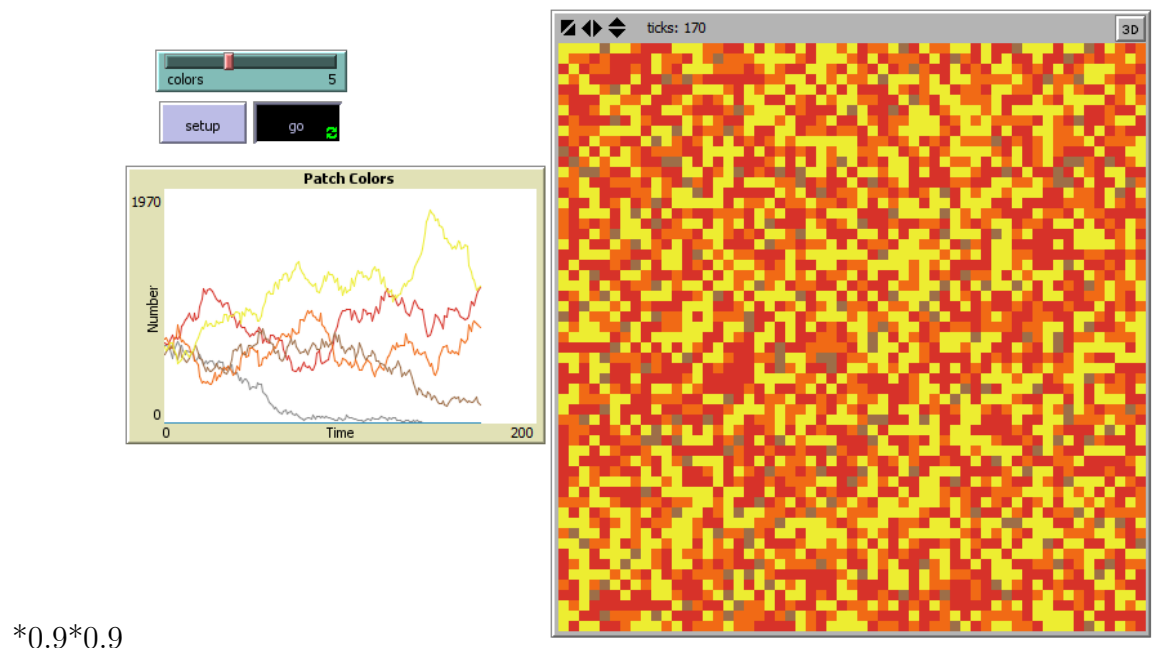 ticks: 170
3D
colors 5
setup go
Patch Colors
1970
Number
0
0 Time 200
*0.9*0.9